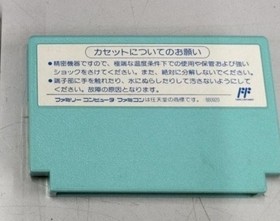 カセットについてのお願い
●精密機器ですので、極端な温度条件下での使用や保管および強い
ショックをさけてください。また、絶対に分解しないでください。
●端子部に手を触れたり、水にぬらしたりして汚さないようにして
ください。故障の原因となります。
ファミリー コンピュータ ファミコンは任天堂の商標です。